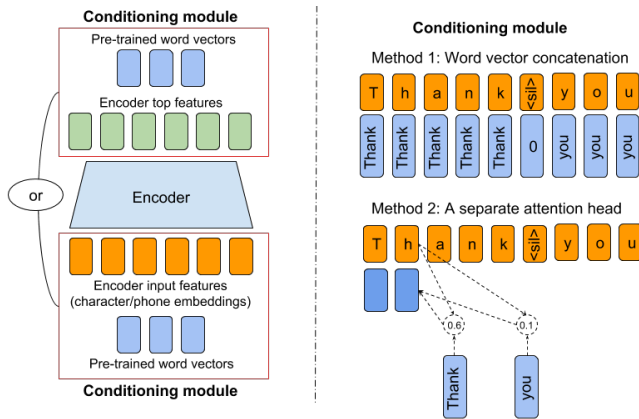 Conditioning module
Pre-trained word vectors
Encoder top features
or
Encoder
Encoder input features
(character/phone embeddings)
Pre-trained word vectors
Conditioning module
Conditioning module
Method 1: Word vector concatenation
T h a n k <sil> y o u
Thank Thank Thank Thank Thank 0 you you you
Method 2: A separate attention head
T h a n k <sil> y o u
0.6 0.1
Thank you